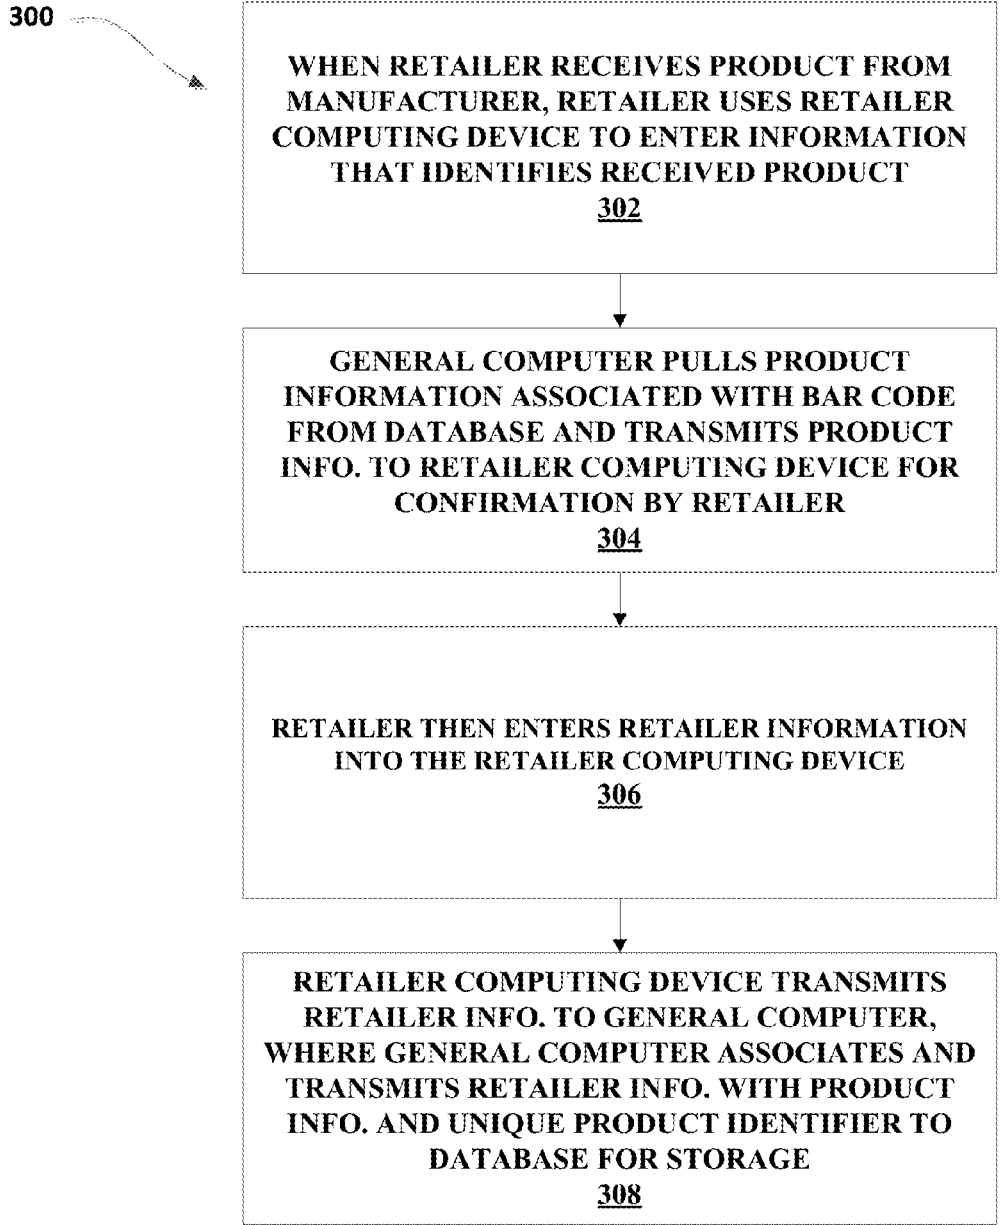 300
WHEN RETAILER RECEIVES PRODUCT FROM
MANUFACTURER, RETAILER USES RETAILER
COMPUTING DEVICE TO ENTER INFORMATION
THAT IDENTIFIES RECEIVED PRODUCT
302
GENERAL COMPUTER PULLS PRODUCT
INFORMATION ASSOCIATED WITH BAR CODE
FROM DATABASE AND TRANSMITS PRODUCT
INFO. TO RETAILER COMPUTING DEVICE FOR
CONFIRMATION BY RETAILER
304
RETAILER THEN ENTERS RETAILER INFORMATION
INTO THE RETAILER COMPUTING DEVICE
306
RETAILER COMPUTING DEVICE TRANSMITS
RETAILER INFO. TO GENERAL COMPUTER,
WHERE GENERAL COMPUTER ASSOCIATES AND
TRANSMITS RETAILER INFO. WITH PRODUCT
INFO. AND UNIQUE PRODUCT IDENTIFIER TO
DATABASE FOR STORAGE
308